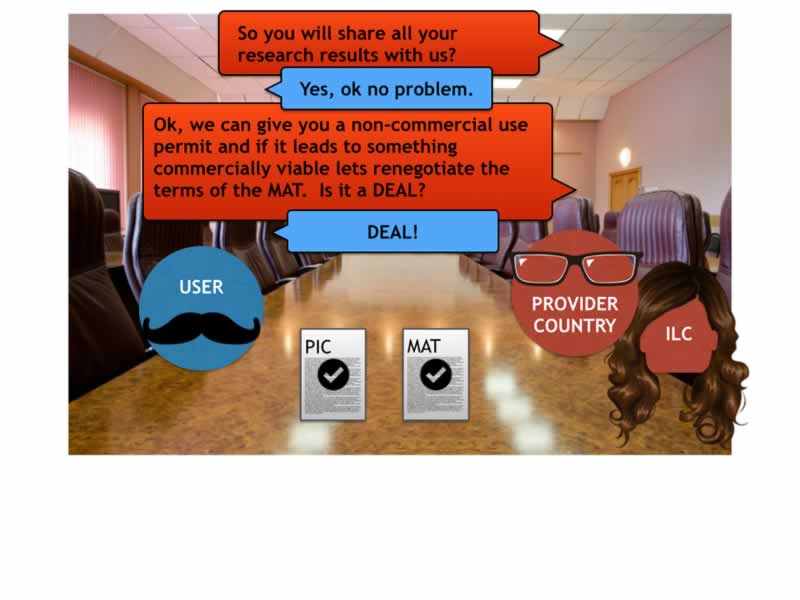 So you will share all your
research results with us?
Yes, ok no problem.
Ok, we can give you a non-commercial use
permit and if it leads to something
commercially viable lets renegotiate the
terms of the MAT.  Is it a DEAL?
DEAL!
USER
PROVIDER
COUNTRY
ILC
PIC
MAT